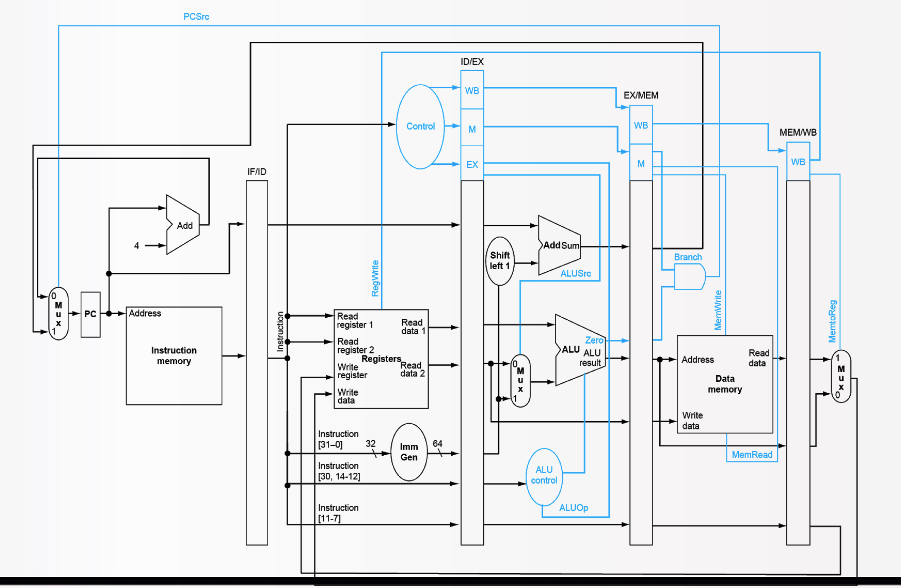 PCSrc
ID/EX
WB
EX/MEM
Control
M
WB
MEM/WB
EX
M
WB
IF/ID
Add
4
Shift
left 1
Add Sum
Branch
ALUSrc
RegWrite
MemWrite
MemtoReg
0
M
u
x
1
PC
Address
Instruction
memory
Instruction
Read
register 1
Read
data 1
Read
register 2
Registers
Write
register
Read
data 2
Write
data
0
M
u
x
1
Zero
ALU
ALU
result
Address
Read
data
Data
memory
Write
data
1
M
u
x
0
Instruction
[31–0]
32
Imm
Gen
64
MemRead
Instruction
[30, 14-12]
ALU
control
ALUOp
Instruction
[11-7]